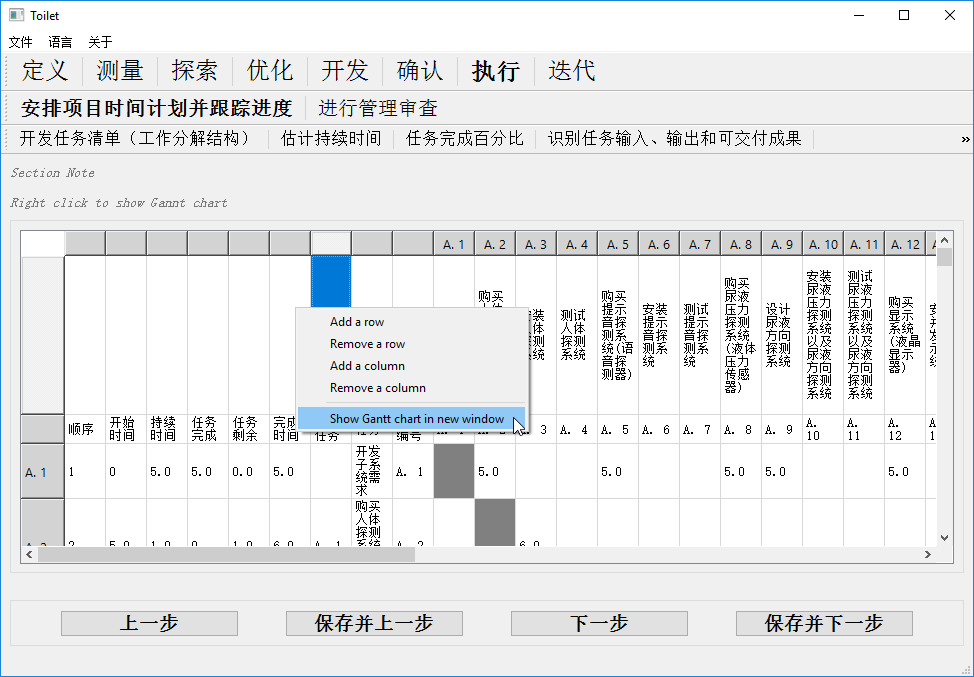 Toilet
文件 语言 关于
定义 测量 探索 优化 开发 确认 执行 迭代
安排项目时间计划并跟踪进度 进行管理审查
开发任务清单（工作分解结构） 估计持续时间 任务完成百分比 识别任务输入、输出和可交付成果 »
Section Note
Right click to show Gannt chart
A. 1 A. 2 A. 3 A. 4 A. 5 A. 6 A. 7 A. 8 A. 9 A. 10 A. 11 A. 12
购买
测试人体探测系统
购买提示音探测系统(语音探测器)
安装提示音探测系统
测试提示音探测系统
购买尿液压力探测系统(液体压力传感器)
设计尿液方向探测系统
安装尿液压力探测系统以及尿液方向探测系统
测试尿液压力探测系统以及尿液方向探测系统
购买显示系统(液晶显示器)
Add a row
Remove a row
Add a column
Remove a column
Show Gantt chart in new window
顺序 开始时间 持续时间 任务完成 任务剩余 完成时间 任务 编号 3 A. 4 A. 5 A. 6 A. 7 A. 8 A. 9 A. 10 A. 11 A. 12
A. 1 1 0 5.0 5.0 0.0 5.0 开发子系统需求 A. 1 5.0 5.0 5.0 5.0 5.0
A. 2 2 5.0 1.0 0 1.0 6.0 A. 1 购买人体探测系统 A. 2 6.0
上一步 保存并上一步 下一步 保存并下一步